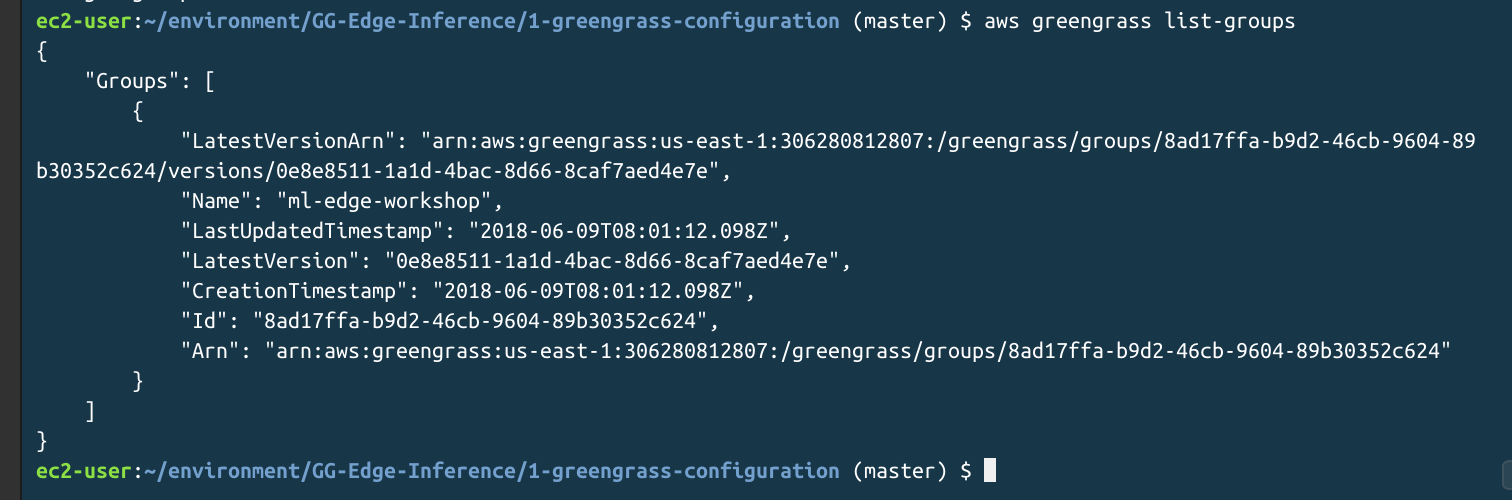 ec2-user:~/environment/GG-Edge-Inference/1-greengrass-configuration (master) $ aws greengrass list-groups
{
    "Groups": [
        {
            "LatestVersionArn": "arn:aws:greengrass:us-east-1:306280812807:/greengrass/groups/8ad17ffa-b9d2-46cb-9604-89
b30352c624/versions/0e8e8511-1a1d-4bac-8d66-8caf7aed4e7e",
            "Name": "ml-edge-workshop",
            "LastUpdatedTimestamp": "2018-06-09T08:01:12.098Z",
            "LatestVersion": "0e8e8511-1a1d-4bac-8d66-8caf7aed4e7e",
            "CreationTimestamp": "2018-06-09T08:01:12.098Z",
            "Id": "8ad17ffa-b9d2-46cb-9604-89b30352c624",
            "Arn": "arn:aws:greengrass:us-east-1:306280812807:/greengrass/groups/8ad17ffa-b9d2-46cb-9604-89b30352c624"
        }
    ]
}
ec2-user:~/environment/GG-Edge-Inference/1-greengrass-configuration (master) $